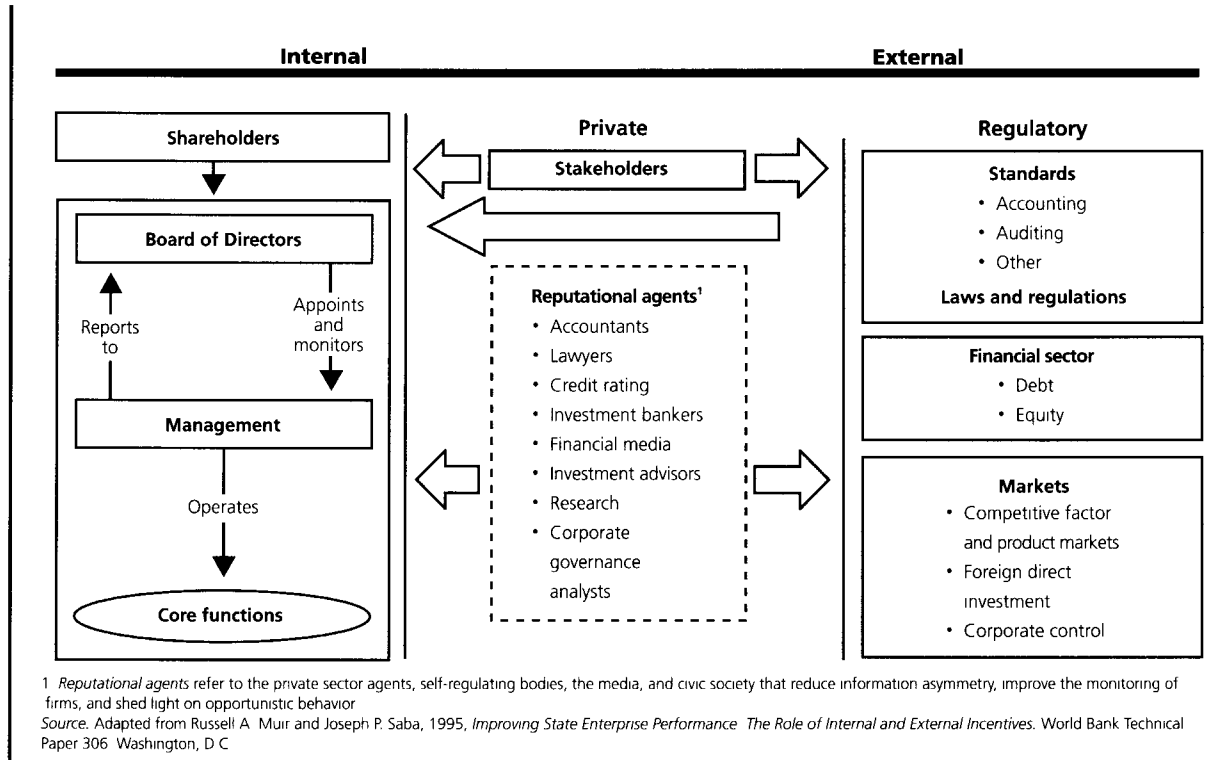 Internal
External
Shareholders
Board of Directors
Reports
to
Appoints
and
monitors
Management
Operates
Core functions
Private
Stakeholders
Reputational agents1
• Accountants
• Lawyers
• Credit rating
• Investment bankers
• Financial media
• Investment advisors
• Research
• Corporate
governance
analysts
Regulatory
Standards
• Accounting
• Auditing
• Other
Laws and regulations
Financial sector
• Debt
• Equity
Markets
• Competitive factor
and product markets
• Foreign direct
investment
• Corporate control
1 Reputational agents refer to the private sector agents, self-regulating bodies, the media, and civic society that reduce information asymmetry, improve the monitoring of
firms, and shed light on opportunistic behavior
Source. Adapted from Russell A Muir and Joseph P. Saba, 1995, Improving State Enterprise Performance The Role of Internal and External Incentives. World Bank Technical
Paper 306 Washington, D C